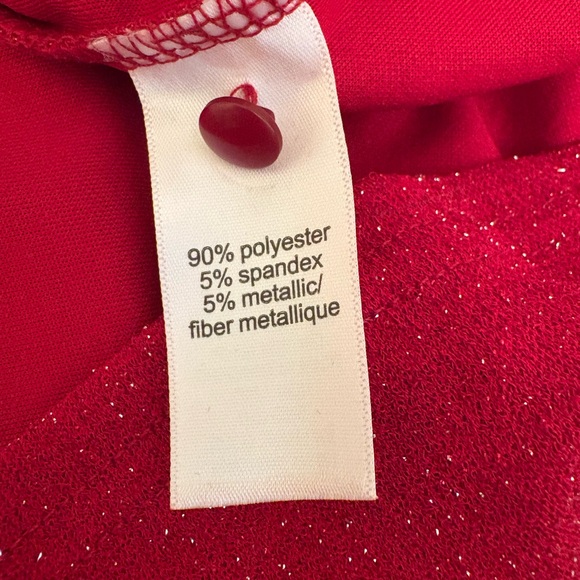 90% polyester
5% spandex
5% metallic/
fiber metallique